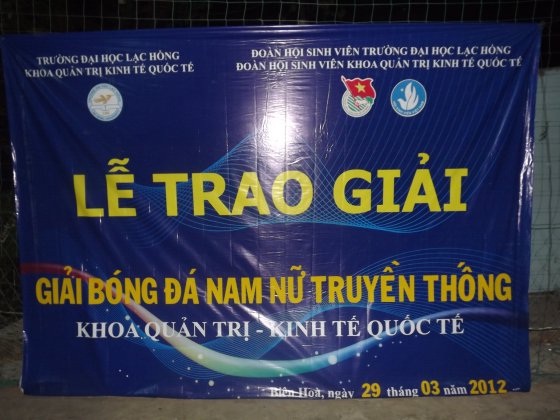 TRƯỜNG ĐẠI HỌC LẠC HỒNG
KHOA QUẢN TRỊ KINH TẾ QUỐC TẾ
ĐOÀN HỘI SINH VIÊN TRƯỜNG ĐẠI HỌC LẠC HỒNG
ĐOÀN HỘI SINH VIÊN KHOA QUẢN TRỊ KINH TẾ QUỐC TẾ
LỄ TRAO GIẢI
GIẢI BÓNG ĐÁ NAM NỮ TRUYỀN THỐNG
KHOA QUẢN TRỊ - KINH TẾ QUỐC TẾ
Biên Hoà, ngày 29 tháng 03 năm 2012